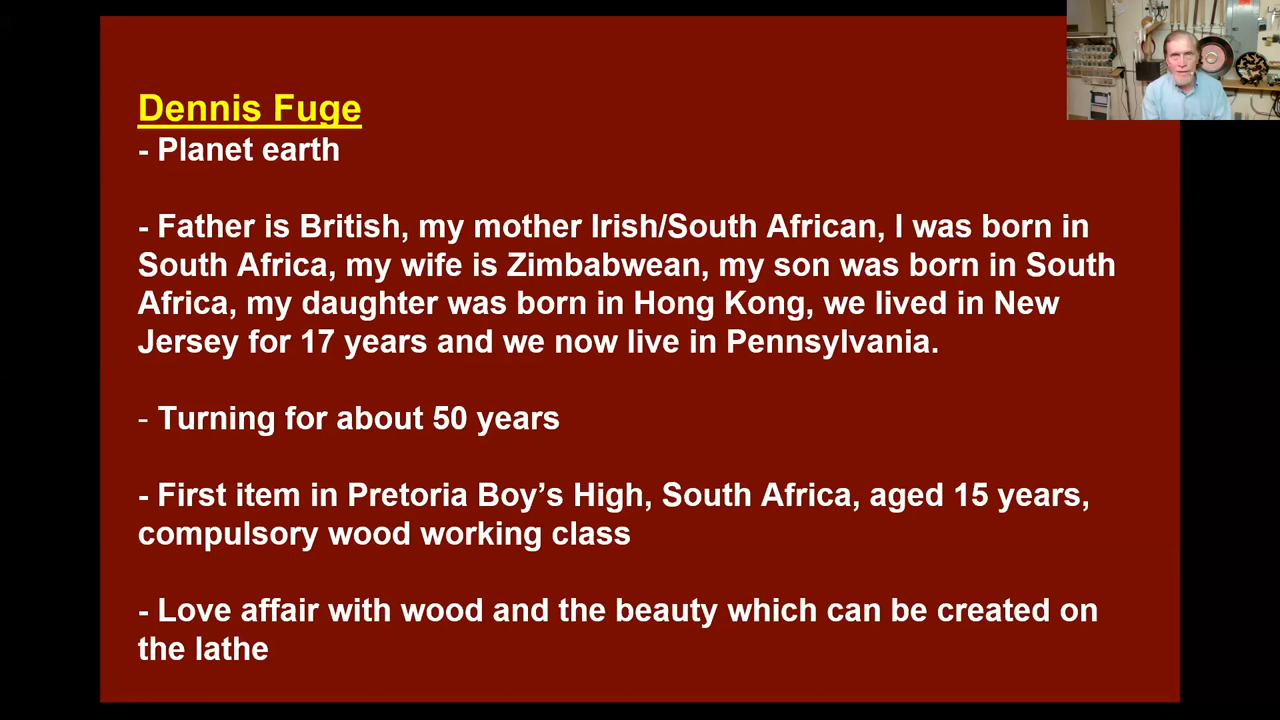 Dennis Fuge
- Planet earth
- Father is British, my mother Irish/South African, I was born in
South Africa, my wife is Zimbabwean, my son was born in South
Africa, my daughter was born in Hong Kong, we lived in New
Jersey for 17 years and we now live in Pennsylvania.
- Turning for about 50 years
- First item in Pretoria Boy’s High, South Africa, aged 15 years,
compulsory wood working class
- Love affair with wood and the beauty which can be created on
the lathe